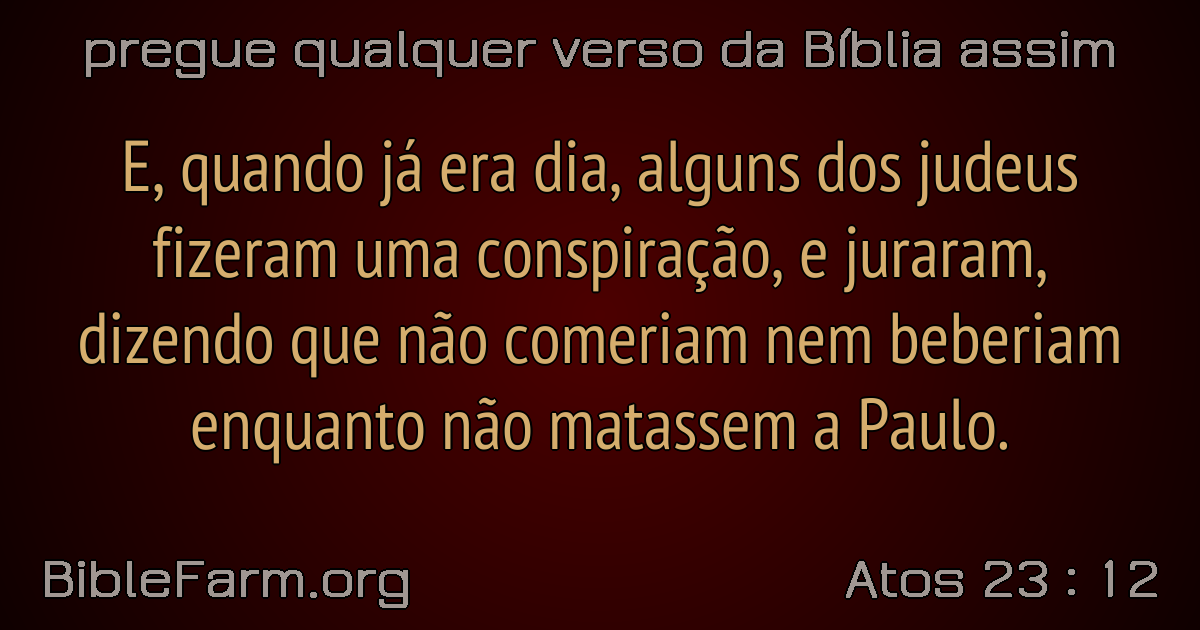 pregue qualquer verso da Bíblia assim
E, quando já era dia, alguns dos judeus
fizeram uma conspiração, e juraram,
dizendo que não comeriam nem beberiam
enquanto não matassem a Paulo.
BibleFarm.org
Atos 23 : 12